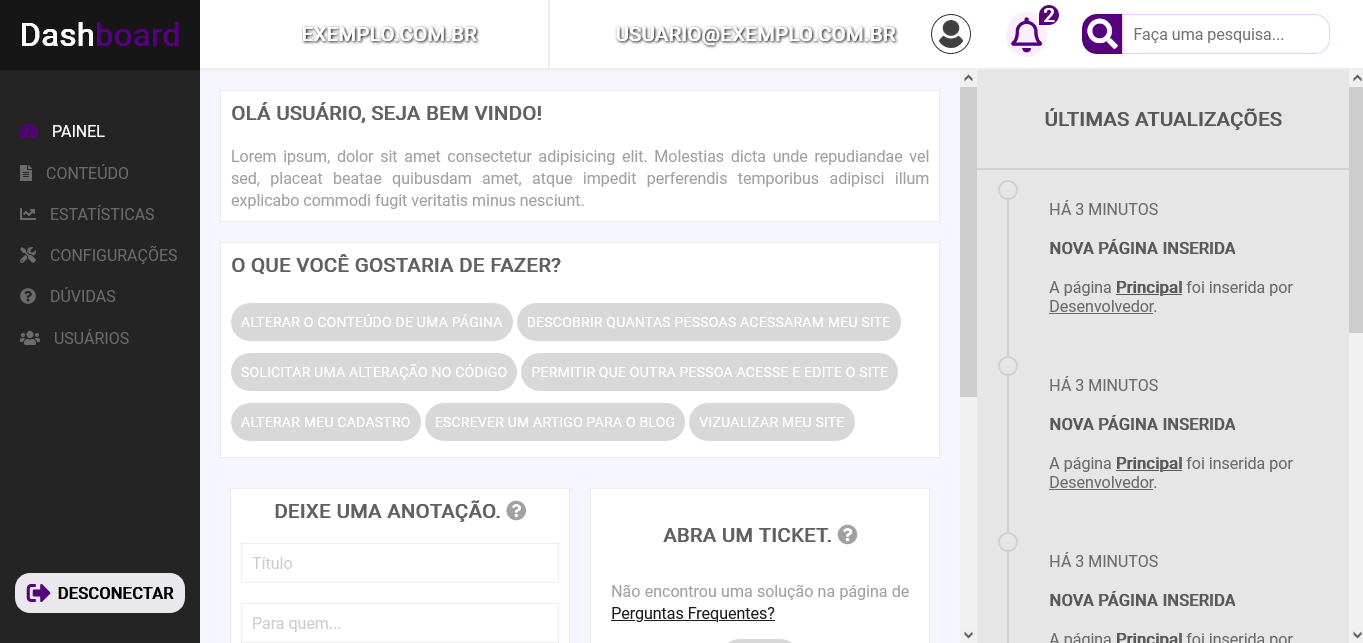 Dashboard
EXEMPLO.COM.BR
USUARIO@EXEMPLO.COM.BR
2
Faça uma pesquisa...
PAINEL
CONTEÚDO
ESTATÍSTICAS
CONFIGURAÇÕES
DÚVIDAS
USUÁRIOS
DESCONECTAR
OLÁ USUÁRIO, SEJA BEM VINDO!
Lorem ipsum, dolor sit amet consectetur adipisicing elit. Molestias dicta unde repudiandae vel
sed, placeat beatae quibusdam amet, atque impedit perferendis temporibus adipisci illum
explicabo commodi fugit veritatis minus nesciunt.
O QUE VOCÊ GOSTARIA DE FAZER?
ALTERAR O CONTEÚDO DE UMA PÁGINA
DESCOBRIR QUANTAS PESSOAS ACESSARAM MEU SITE
SOLICITAR UMA ALTERAÇÃO NO CÓDIGO
PERMITIR QUE OUTRA PESSOA ACESSE E EDITE O SITE
ALTERAR MEU CADASTRO
ESCREVER UM ARTIGO PARA O BLOG
VIZUALIZAR MEU SITE
DEIXE UMA ANOTAÇÃO.
Título
Para quem...
ABRA UM TICKET.
Não encontrou uma solução na página de
Perguntas Frequentes?
ÚLTIMAS ATUALIZAÇÕES
HÁ 3 MINUTOS
NOVA PÁGINA INSERIDA
A página Principal foi inserida por
Desenvolvedor.
HÁ 3 MINUTOS
NOVA PÁGINA INSERIDA
A página Principal foi inserida por
Desenvolvedor.
HÁ 3 MINUTOS
NOVA PÁGINA INSERIDA
A página Principal foi inserida por